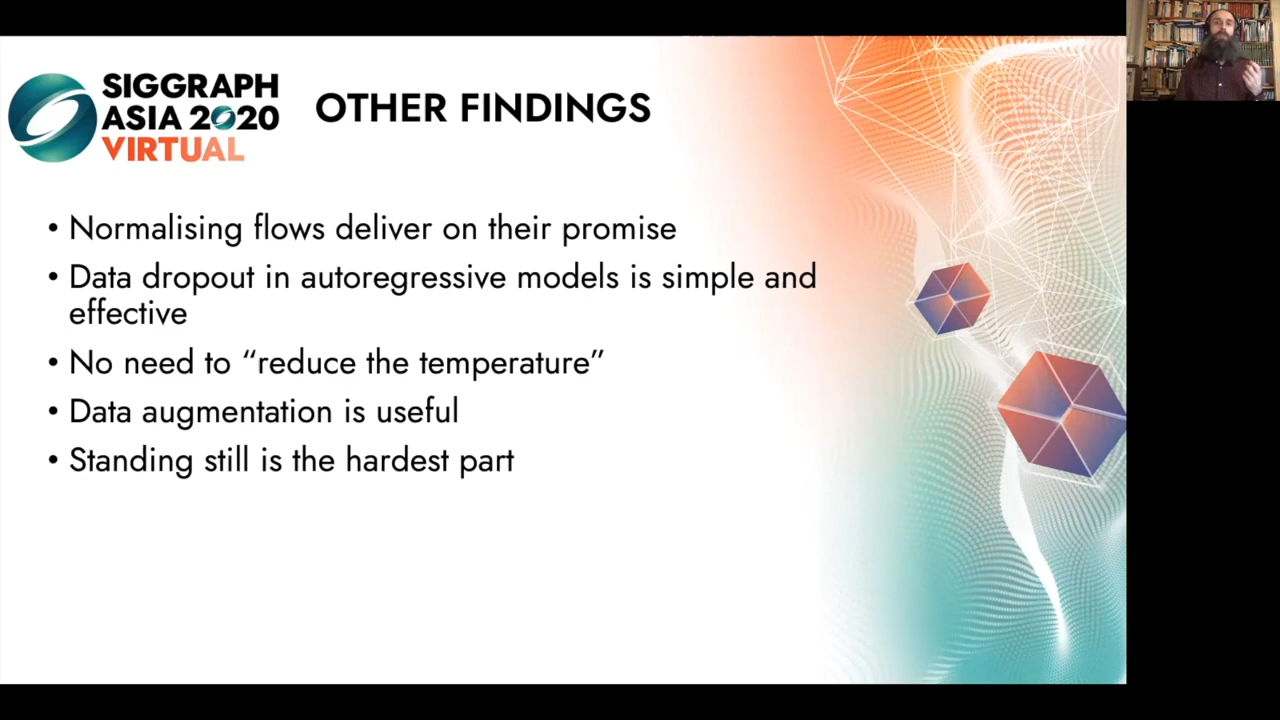 SIGGRAPH
ASIA 2020
VIRTUAL
OTHER FINDINGS
• Normalising flows deliver on their promise
• Data dropout in autoregressive models is simple and
effective
• No need to “reduce the temperature”
• Data augmentation is useful
• Standing still is the hardest part